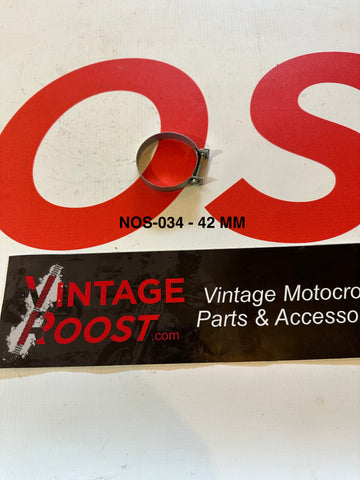 OS
NOS-034 - 42 MM
VINTAGE
ROOST.com
Vintage Motocro
Parts & Accesso